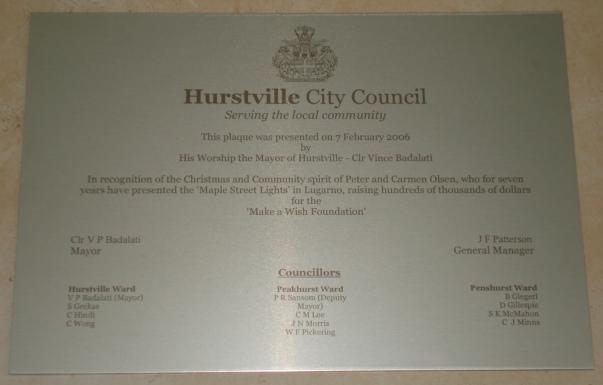 Hurstville City Council
Serving the local community
This plaque was presented on 7 February 2006
by
His Worship the Mayor of Hurstville - Clr Vince Badalati
In recognition of the Christmas and Community spirit of Peter and Carmen Olsen, who for seven
years have presented the 'Maple Street Lights' in Lugarno, raising hundreds of thousands of dollars
for the
'Make a Wish Foundation'
Clr V P Badalati
Mayor
J F Patterson
General Manager
Councillors
Hurstville Ward
V P Badalati (Mayor)
S Grekas
C Hindi
C Wong
Peakhurst Ward
P R Sansom (Deputy
Mayor)
C M Lee
J N Morris
W F Pickering
Penshurst Ward
B Giegerl
D Gillespie
S K McMahon
C J Minns